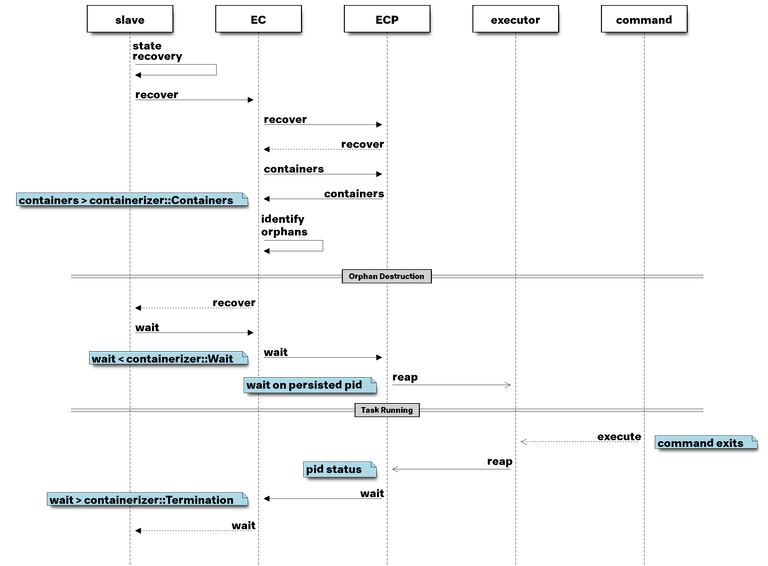 slave
EC
ECP
executor
command
state
recovery
recover
recover
recover
containers
containers
containers > containerizer::Containers
identify
orphans
Orphan Destruction
recover
wait
wait
wait < containerizer::Wait
reap
wait on persisted pid
Task Running
execute
command exits
reap
pid status
wait
wait > containerizer::Termination
wait